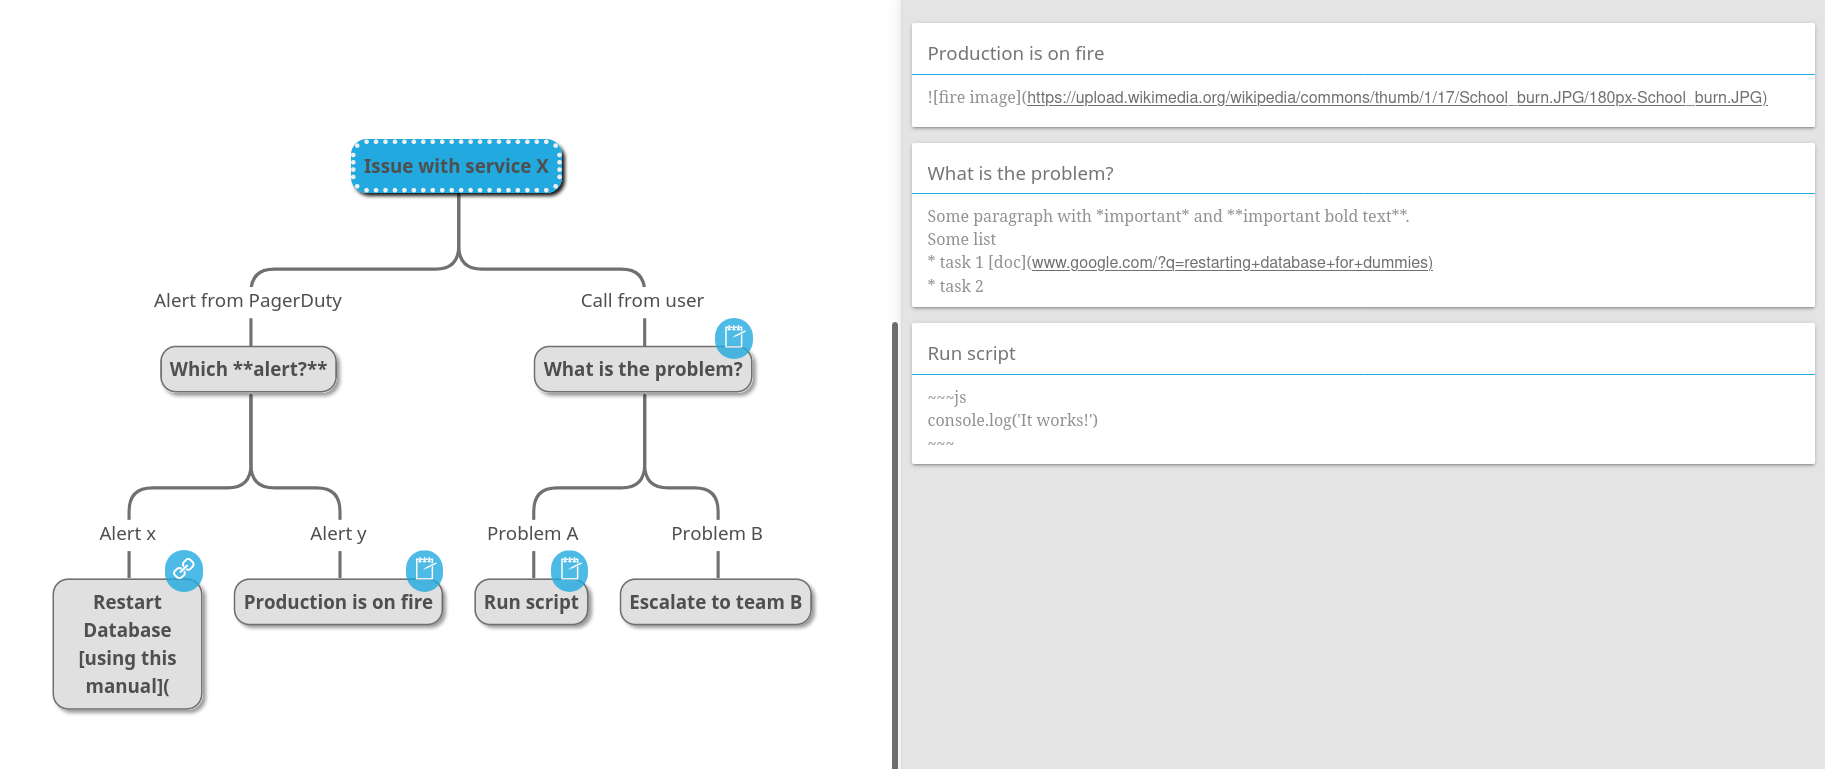 Issue with service X
Alert from PagerDuty
Call from user
Which **alert?**
What is the problem?
Alert x
Alert y
Problem A
Problem B
Restart
Database
[using this
manual](
Production is on fire
Run script
Escalate to team B
Production is on fire
![fire image](https://upload.wikimedia.org/wikipedia/commons/thumb/1/17/School_burn.JPG/180px-School_burn.JPG)
What is the problem?
Some paragraph with *important* and **important bold text**.
Some list
* task 1 [doc](www.google.com/?q=restarting+database+for+dummies)
* task 2
Run script
~~~js
console.log('It works!')
~~~